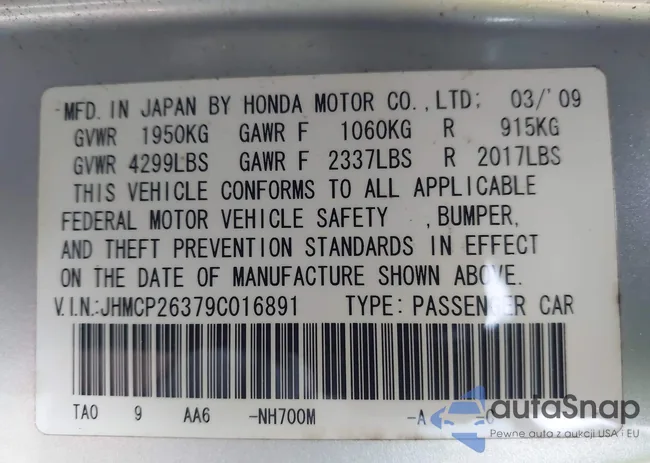 MFD. IN JAPAN BY HONDA MOTOR CO., LTD; 03/'09
GVWR 1950KG GAWR F 1060KG R 915KG
GVWR 4299LBS GAWR F 2337LBS R 2017LBS
THIS VEHICLE CONFORMS TO ALL APPLICABLE
FEDERAL MOTOR VEHICLE SAFETY , BUMPER,
AND THEFT PREVENTION STANDARDS IN EFFECT
ON THE DATE OF MANUFACTURE SHOWN ABOVE.
V.I.N.:JHMCP26379C016891 TYPE: PASSENGER CAR
TA0 9 AA6 -NH700M -A
autoSnap
Pewne auto z aukcji USA i EU